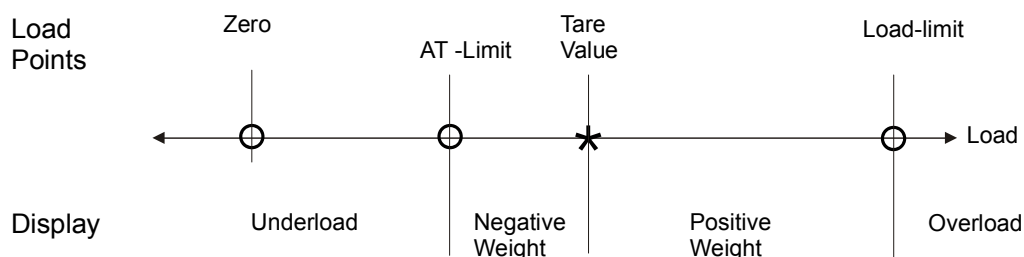 Load
Points
Zero
AT -Limit
Tare
Value
Load-limit
Load
Display
Underload
Negative
Weight
Positive
Weight
Overload